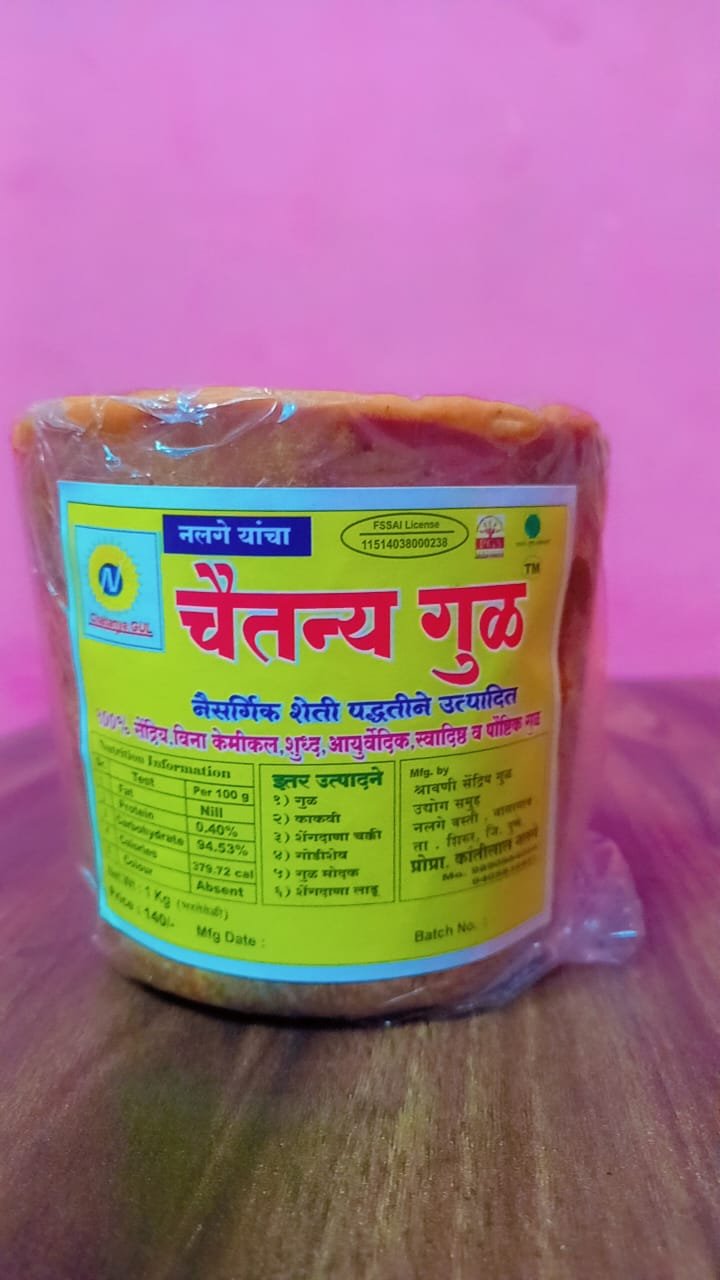 नलगे यांचा
FSSAI License
11514038000238
TM
N
GUL
चैतन्य गुळ
नैसर्गिक शेती पद्धतीने उत्पादित
१००% सेंद्रिय,विना केमीकल,शुध्द,आयुर्वेदिक,स्वादिष्ठ व पौष्टिक गुळ
Nutrition Information
Test Per 100 g
Fat Nill
Protein 0.40%
Carbohydrate 94.53%
Calories 379.72 cal
Colour Absent
Net Wt : 1 Kg
Price : 140/-
Mfg Date :
इतर उत्पादने
१) गुळ
२) काकवी
३) शेंगदाणा चक्की
४) गोडीशेव
५) गुळ मोदक
६) शेंगदाणा लाडू
Mfg. by
श्रावणी सेंद्रिय गुळ
उद्योग समुह
नलगे वस्ती,
ता. शिरूर, जि. पुणे
प्रोप्रा. कांतीलाल नलगे
Mo.
Batch No. :